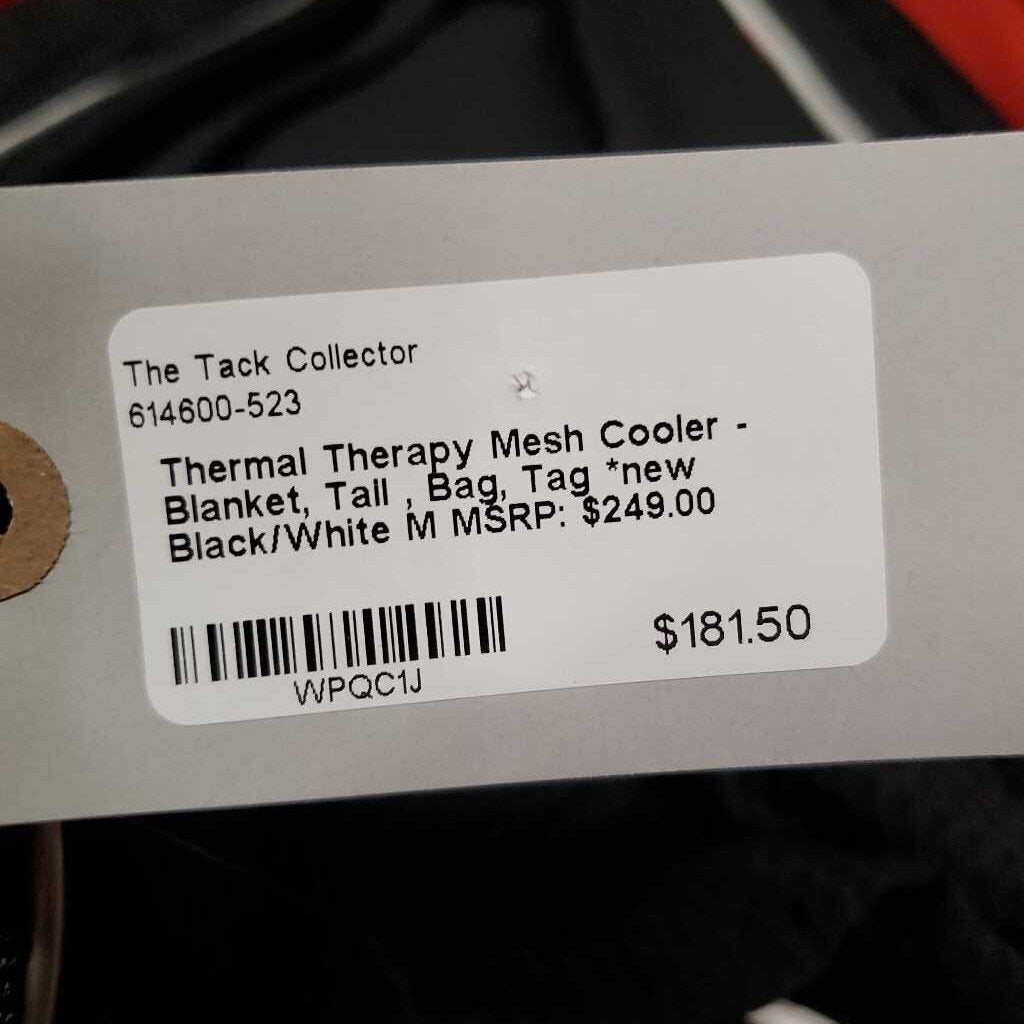 The Tack Collector
614600-523
Thermal Therapy Mesh Cooler -
Blanket, Tail , Bag, Tag *new
Black/White M MSRP: $249.00
$181.50
WPQC1J